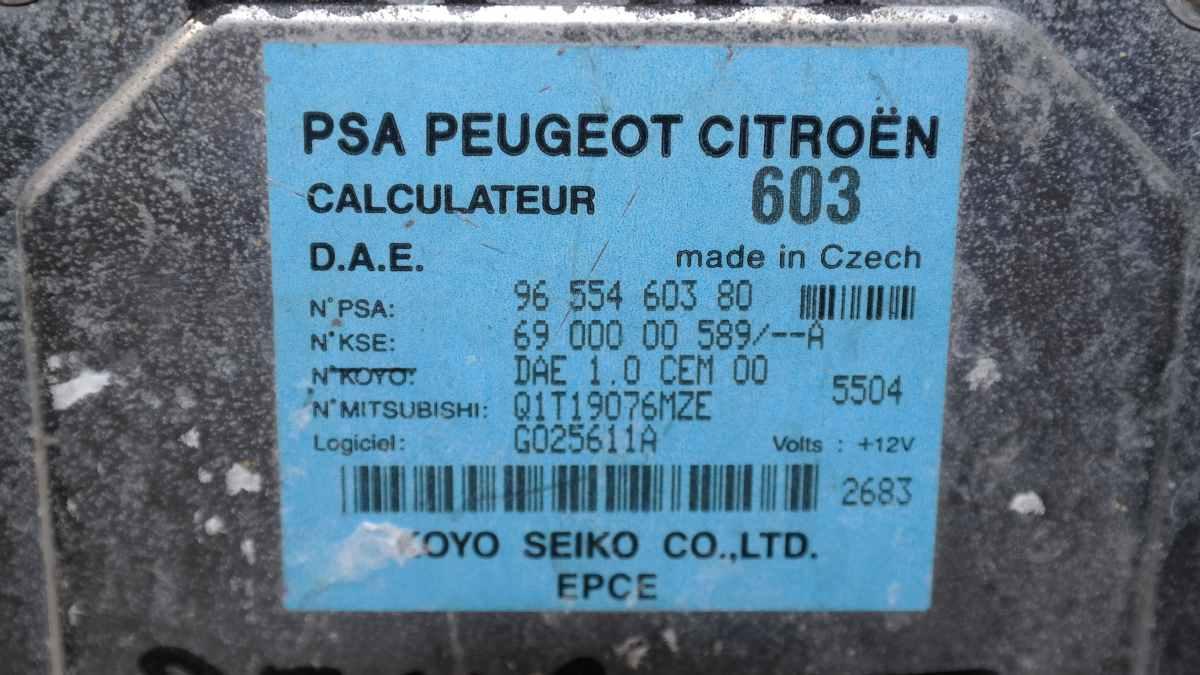 PSA PEUGEOT CITROËN
CALCULATEUR 603
D.A.E. made in Czech
N°PSA: 96 554 603 80
N°KSE: 69 000 00 589/--A
N°KOYO: DAE 1.0 CEM 00
5504
N°MITSUBISHI: Q1T19076MZE
Logiciel: G025611A Volts : +12V
2683
KOYO SEIKO CO.,LTD.
EPCE